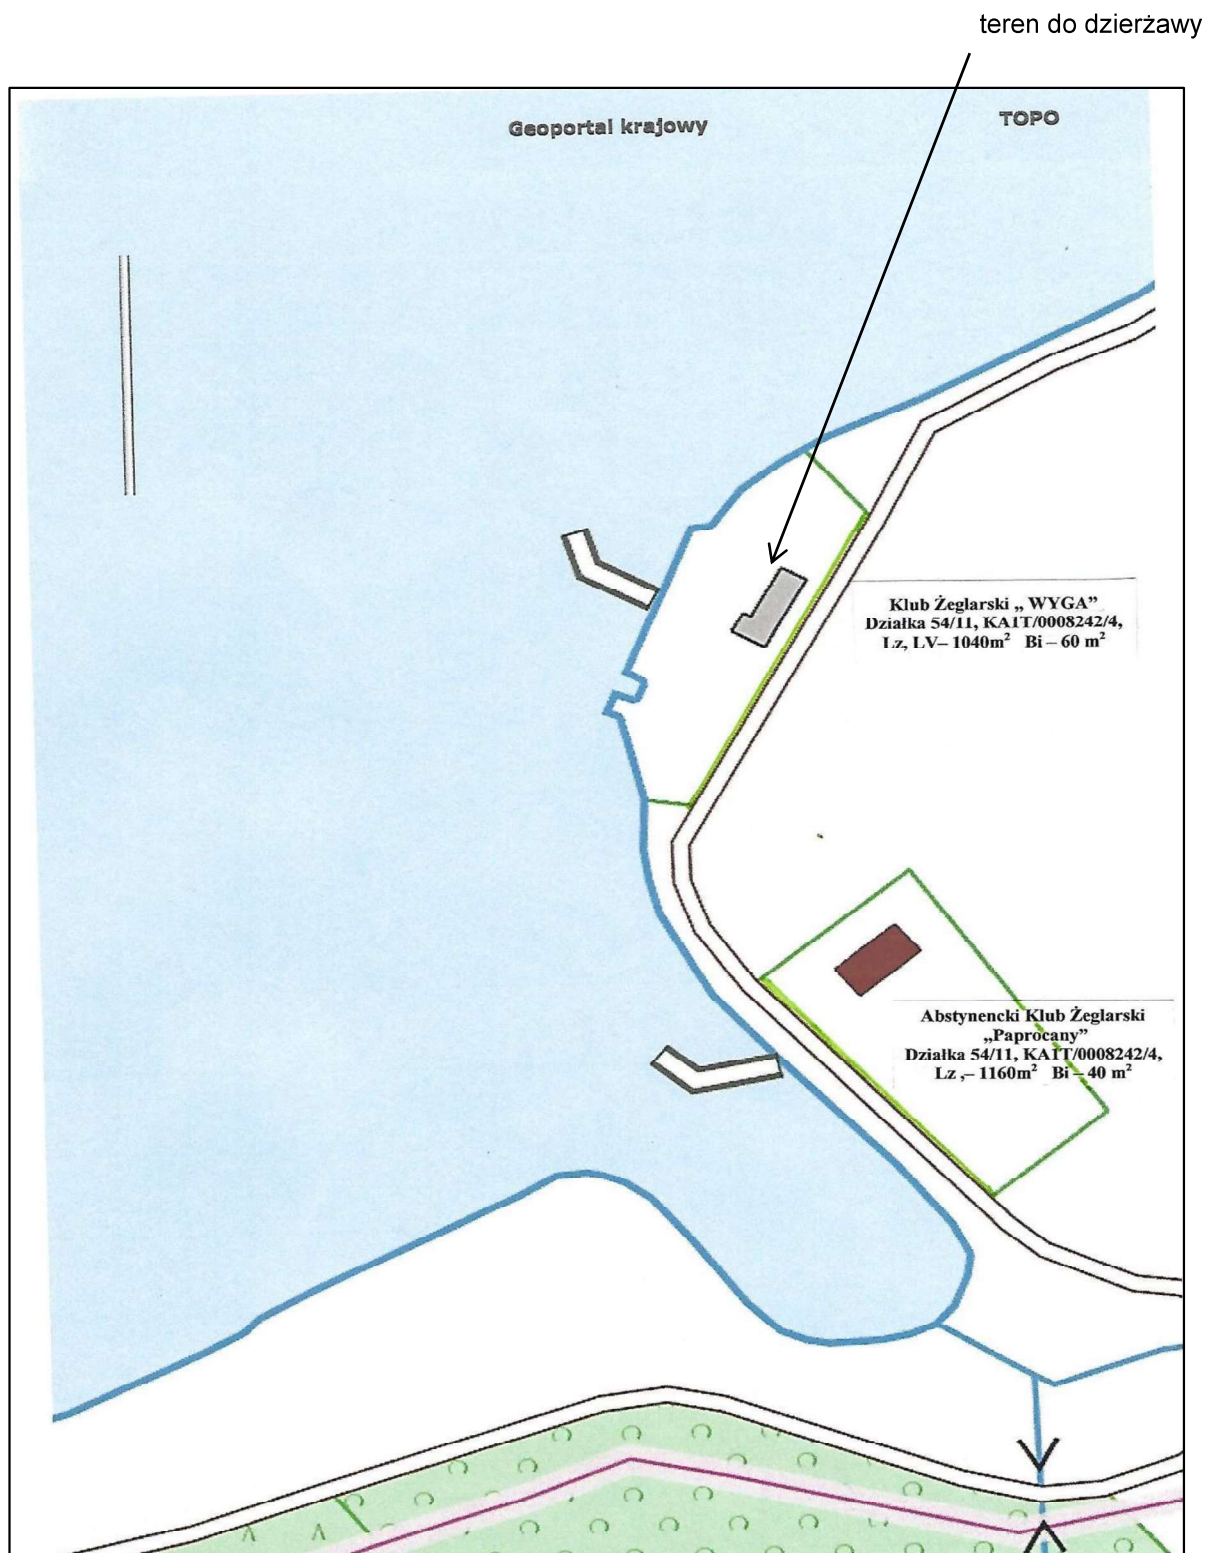 teren do dzierżawy
Geoportal krajowy
TOPO
Klub Żeglarski „ WYGA”
Działka 54/11, KA1T/0008242/4,
Lz, LV– 1040m² Bi – 60 m²
Abstynencki Klub Żeglarski
„Paprocany”
Działka 54/11, KA1T/0008242/4,
Lz ,– 1160m² Bi – 40 m²